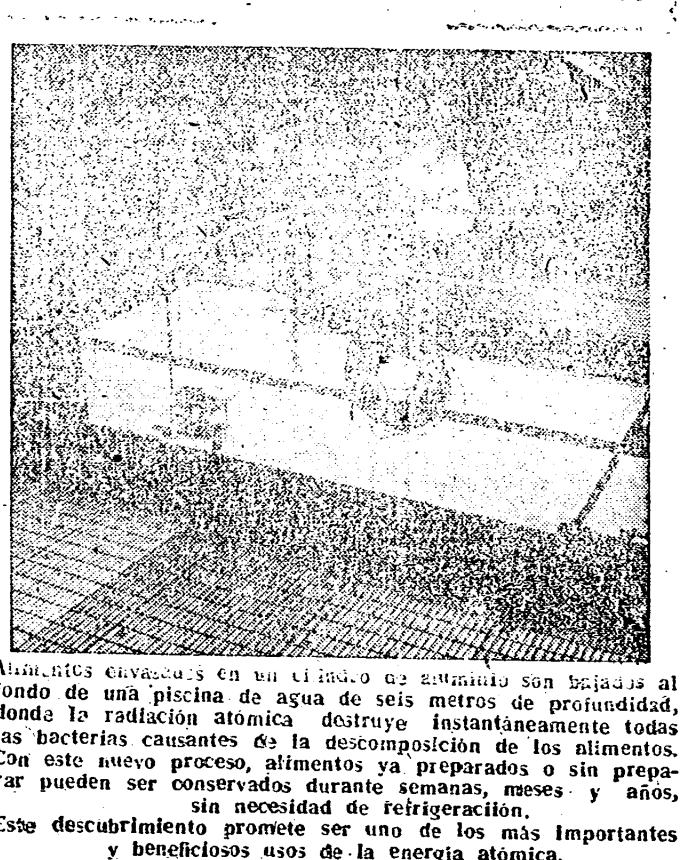 Alimentos envasados en un cilindro de aluminio son bajados al
fondo de una piscina de agua de seis metros de profundidad,
donde la radiación atómica destruye instantáneamente todas
las bacterias causantes de la descomposición de los alimentos.
Con este nuevo proceso, alimentos ya preparados o sin prepa-
rar pueden ser conservados durante semanas, meses y años,
sin necesidad de refrigeraciíón.
Este descubrimiento promete ser uno de los más importantes
y beneficiosos usos de la energía atómica.